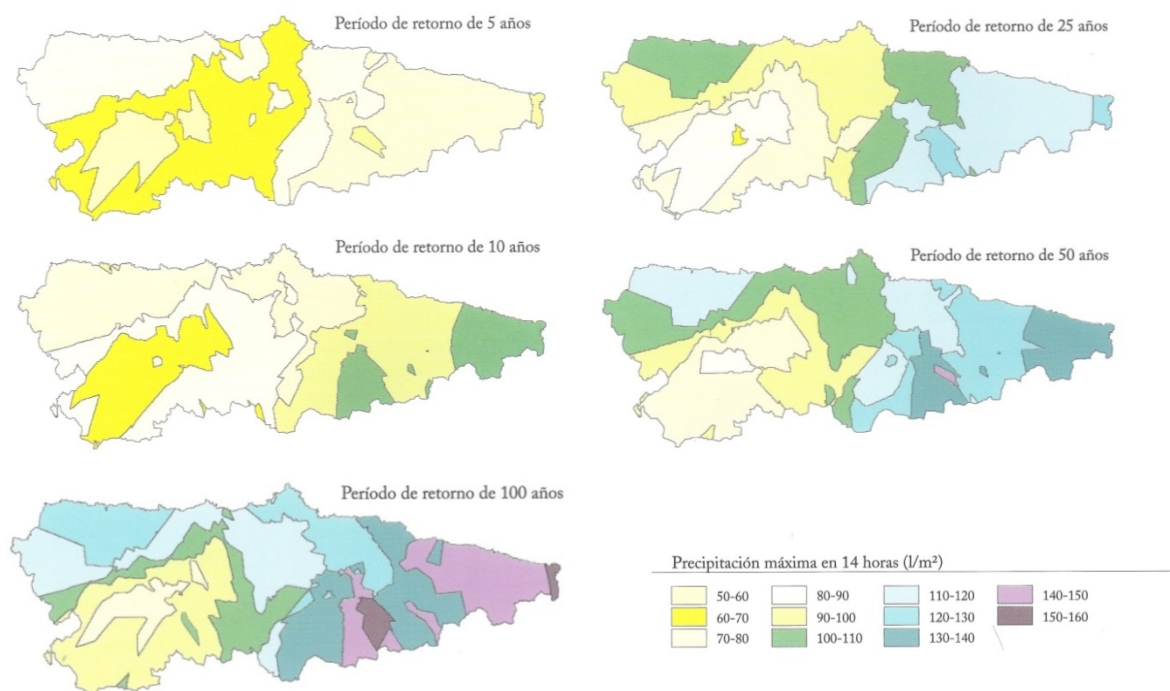 Período de retorno de 5 años
Período de retorno de 25 años
Período de retorno de 10 años
Período de retorno de 50 años
Período de retorno de 100 años
Precipitación máxima en 14 horas (l/m²)
50-60
60-70
70-80
80-90
90-100
100-110
110-120
120-130
130-140
140-150
150-160